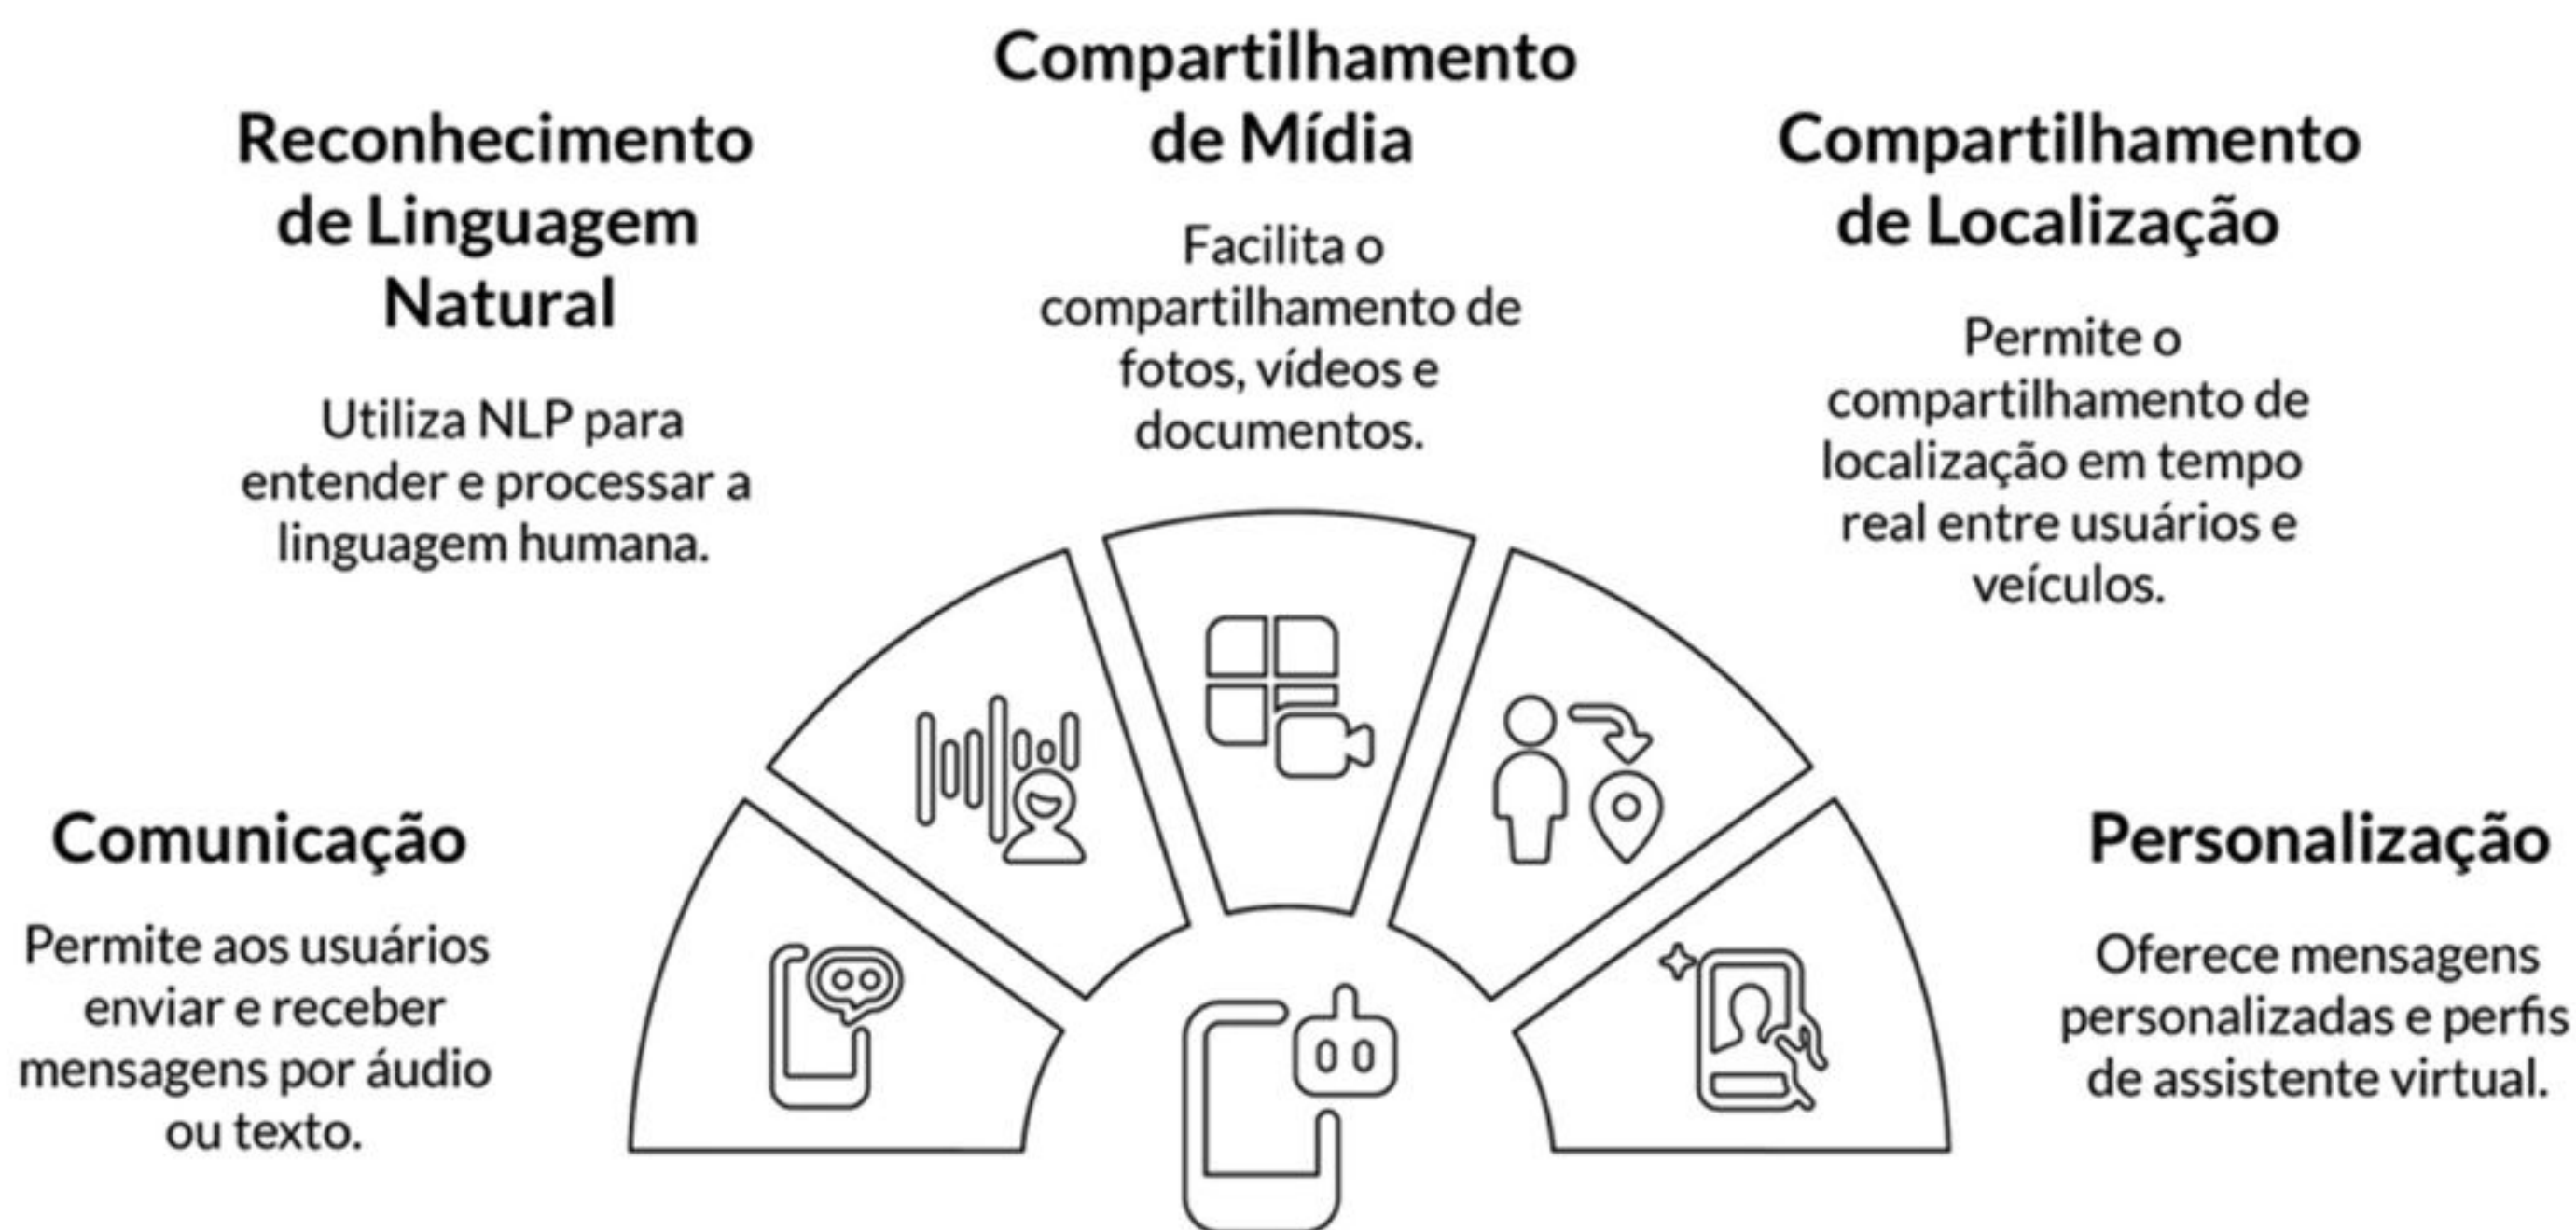 Comunicação
Permite aos usuários
enviar e receber
mensagens por áudio
ou texto.
Reconhecimento
de Linguagem
Natural
Utiliza NLP para
entender e processar a
linguagem humana.
Compartilhamento
de Mídia
Facilita o
compartilhamento de
fotos, vídeos e
documentos.
Compartilhamento
de Localização
Permite o
compartilhamento de
localização em tempo
real entre usuários e
veículos.
Personalização
Oferece mensagens
personalizadas e perfis
de assistente virtual.